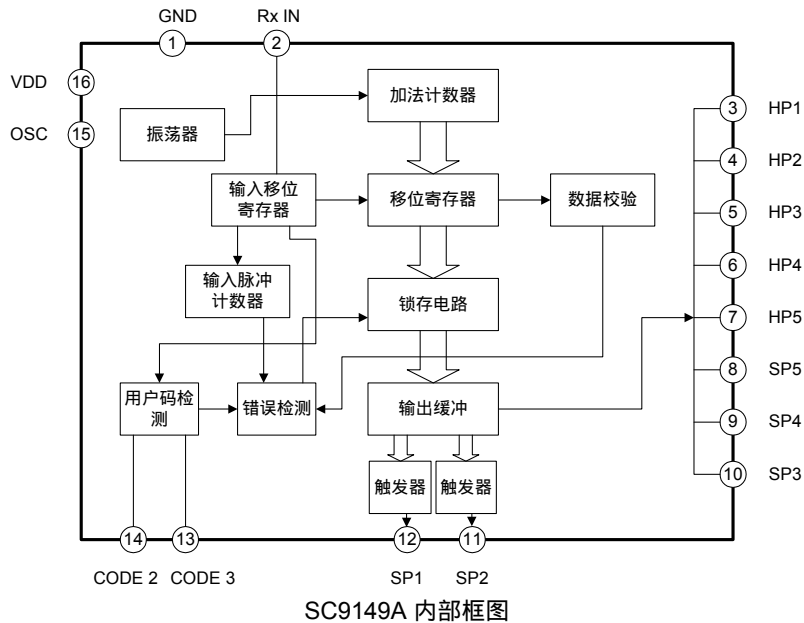 GND
Rx IN
1
2
VDD
16
加法计数器
3
HP1
OSC
15
振荡器
4
HP2
输入移位
寄存器
移位寄存器
数据校验
5
HP3
6
HP4
输入脉冲
计数器
锁存电路
7
HP5
8
SP5
用户码检
测
错误检测
输出缓冲
9
SP4
触发器
触发器
10
SP3
14
13
12
11
CODE 2
CODE 3
SP1
SP2
SC9149A 内部框图